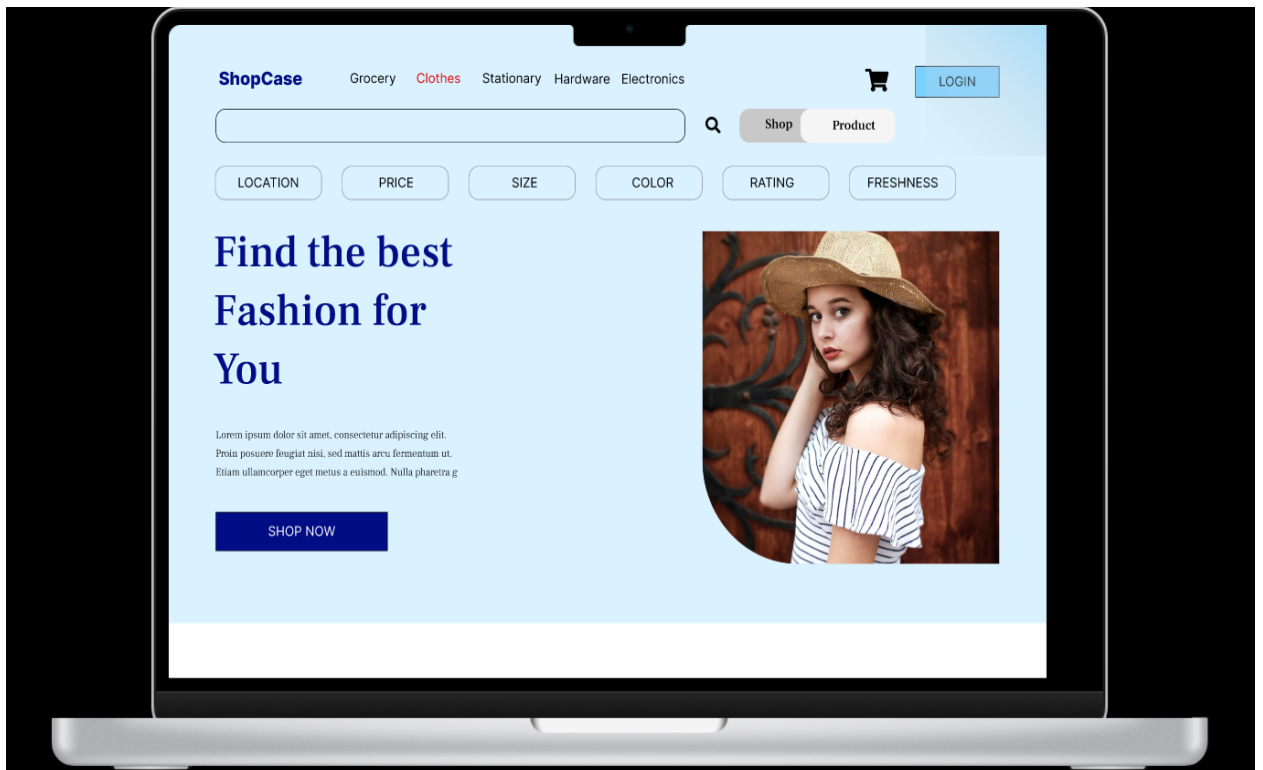 ShopCase Grocery Clothes Stationary Hardware Electronics LOGIN
Shop Product
LOCATION PRICE SIZE COLOR RATING FRESHNESS
Find the best
Fashion for
You
Lorem ipsum dolor sit amet, consectetur adipiscing elit.
Proin posuere feugiat nisi, sed mattis arcu fermentum ut.
Etiam ullamcorper eget metus a euismod. Nulla pharetra g
SHOP NOW